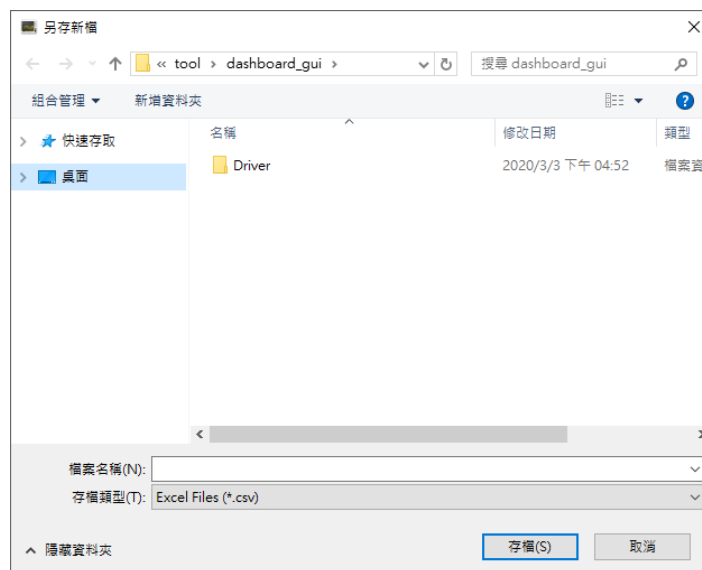 另存新檔
« tool › dashboard_gui ›
搜尋 dashboard_gui
組合管理
新增資料夾
快速存取
桌面
名稱
修改日期
類型
Driver
2020/3/3 下午 04:52
檔案資
檔案名稱(N):
存檔類型(T): Excel Files (*.csv)
隱藏資料夾
存檔(S)
取消